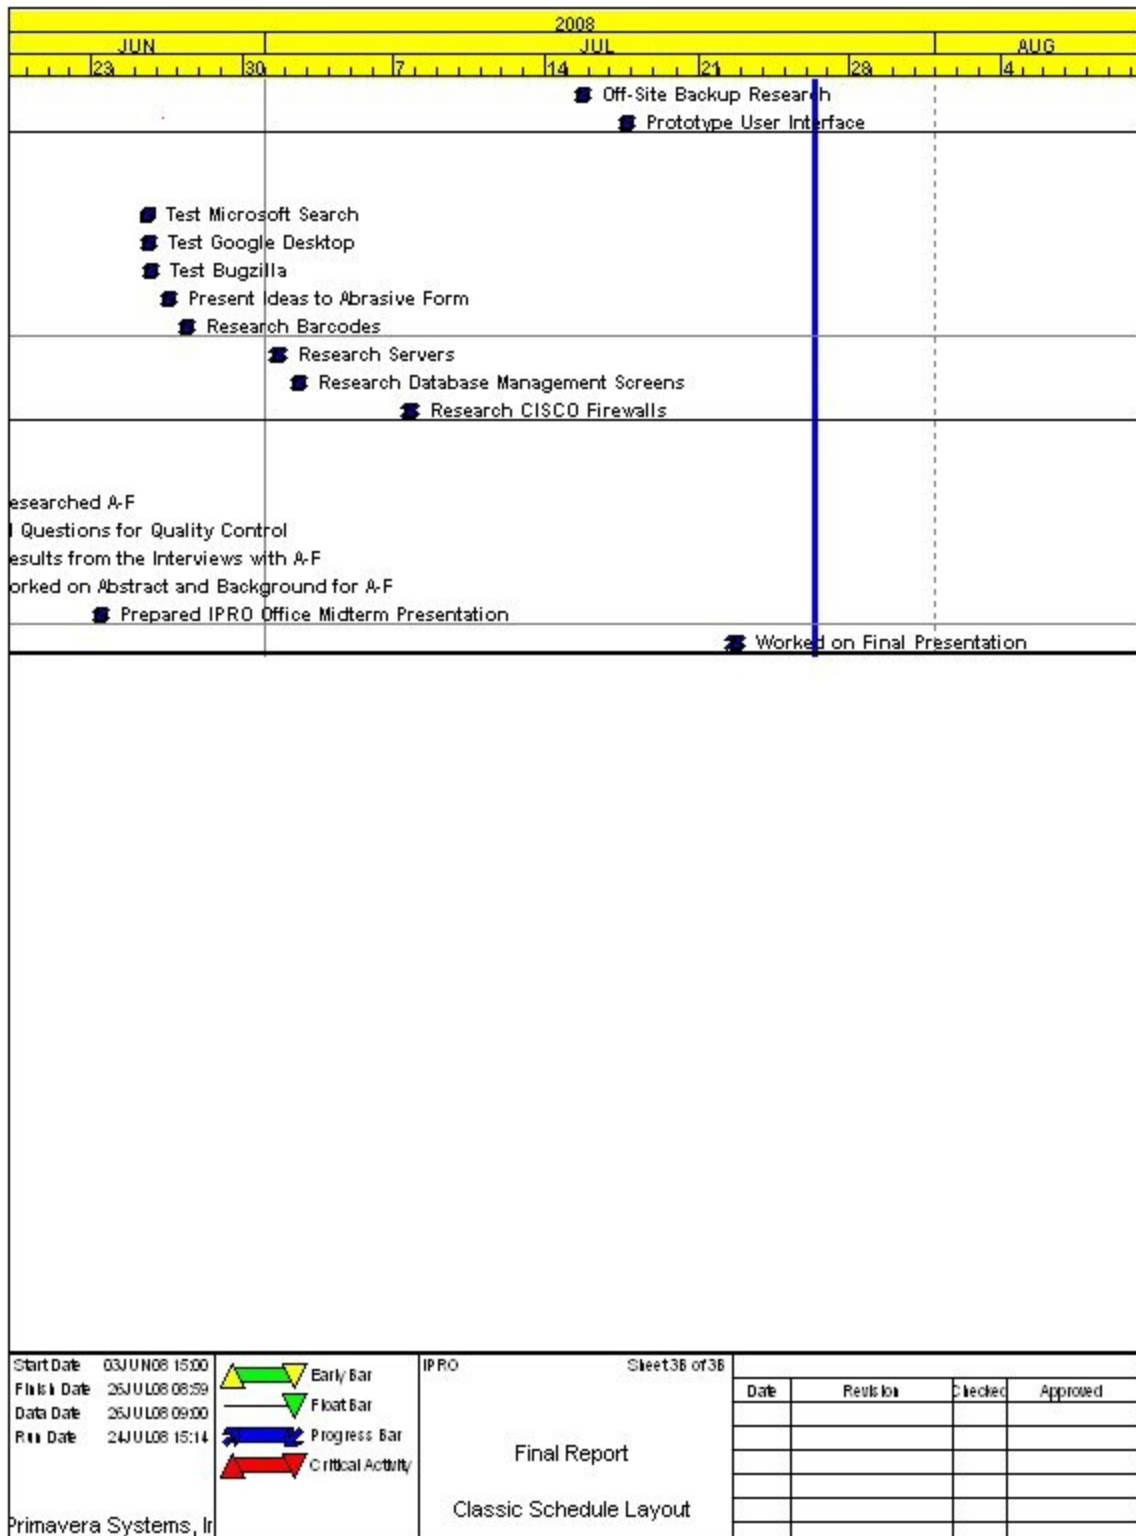 2008
JUN JUL AUG
23 30 7 14 21 28 4
Off-Site Backup Research
Prototype User Interface
Test Microsoft Search
Test Google Desktop
Test Bugzilla
Present Ideas to Abrasive Form
Research Barcodes
Research Servers
Research Database Management Screens
Research CISCO Firewalls
esearched A-F
l Questions for Quality Control
esults from the Interviews with A-F
orked on Abstract and Background for A-F
Prepared IPRO Office Midterm Presentation
Worked on Final Presentation
Start Date 03JUN08 15:00
Finish Date 26JUL08 08:59
Data Date 26JUL08 09:00
Run Date 24JUL08 15:14
Primavera Systems, In
Early Bar
Float Bar
Progress Bar
Critical Activity
IPRO Sheet 3B of 3B
Final Report
Classic Schedule Layout
Date Revision Checked Approved